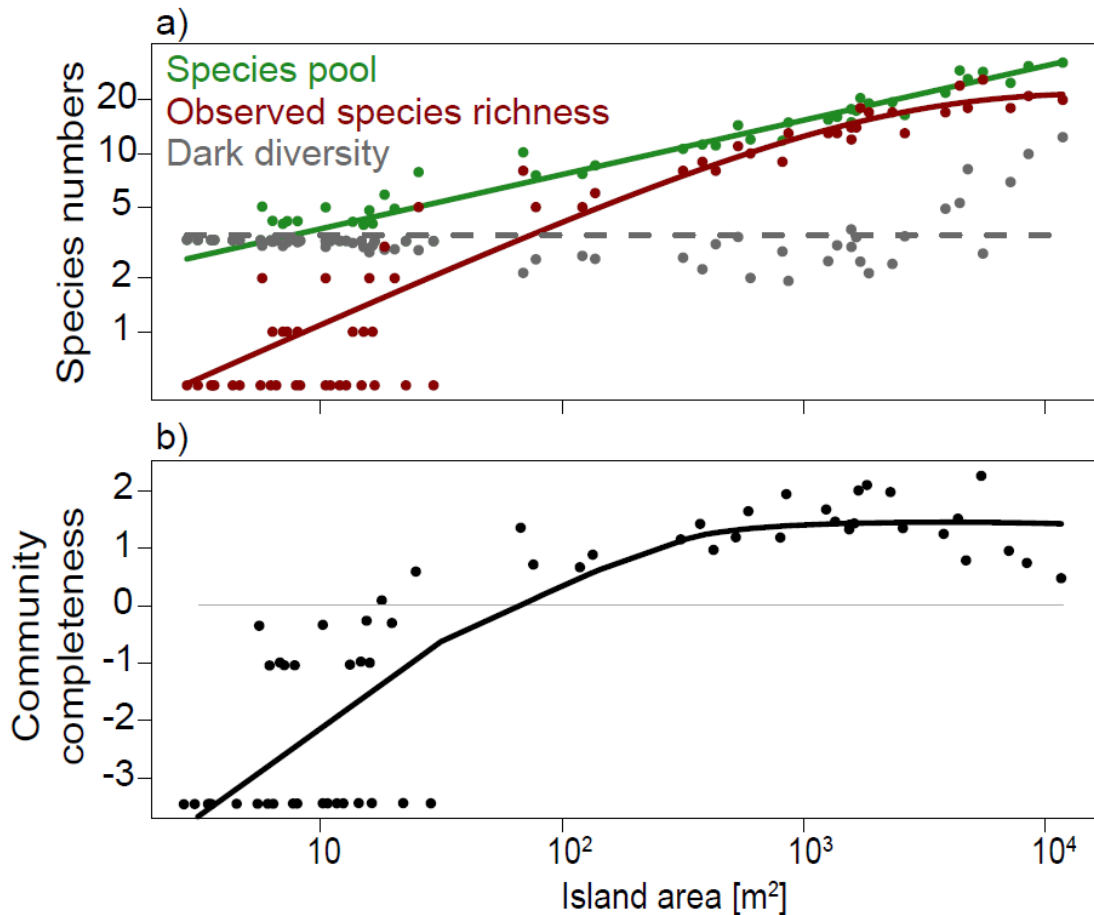 a)
Species pool
Observed species richness
Dark diversity
Species numbers
20
10
5
2
1
b)
Community
completeness
2
1
0
-1
-2
-3
10
10²
10³
10⁴
Island area [m²]